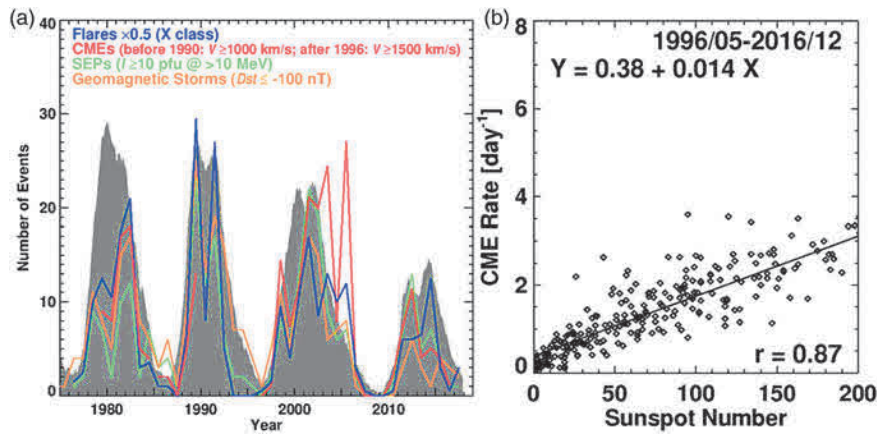 (a)
Flares ×0.5 (X class)
CMEs (before 1990: V ≥1000 km/s; after 1996: V ≥1500 km/s)
SEPs (I ≥10 pfu @ >10 MeV)
Geomagnetic Storms (Dst ≤ -100 nT)
Number of Events
40
30
20
10
0
1980 1990 2000 2010
Year
(b)
1996/05-2016/12
Y = 0.38 + 0.014 X
CME Rate [day⁻¹]
8
6
4
2
0
r = 0.87
0 50 100 150 200
Sunspot Number